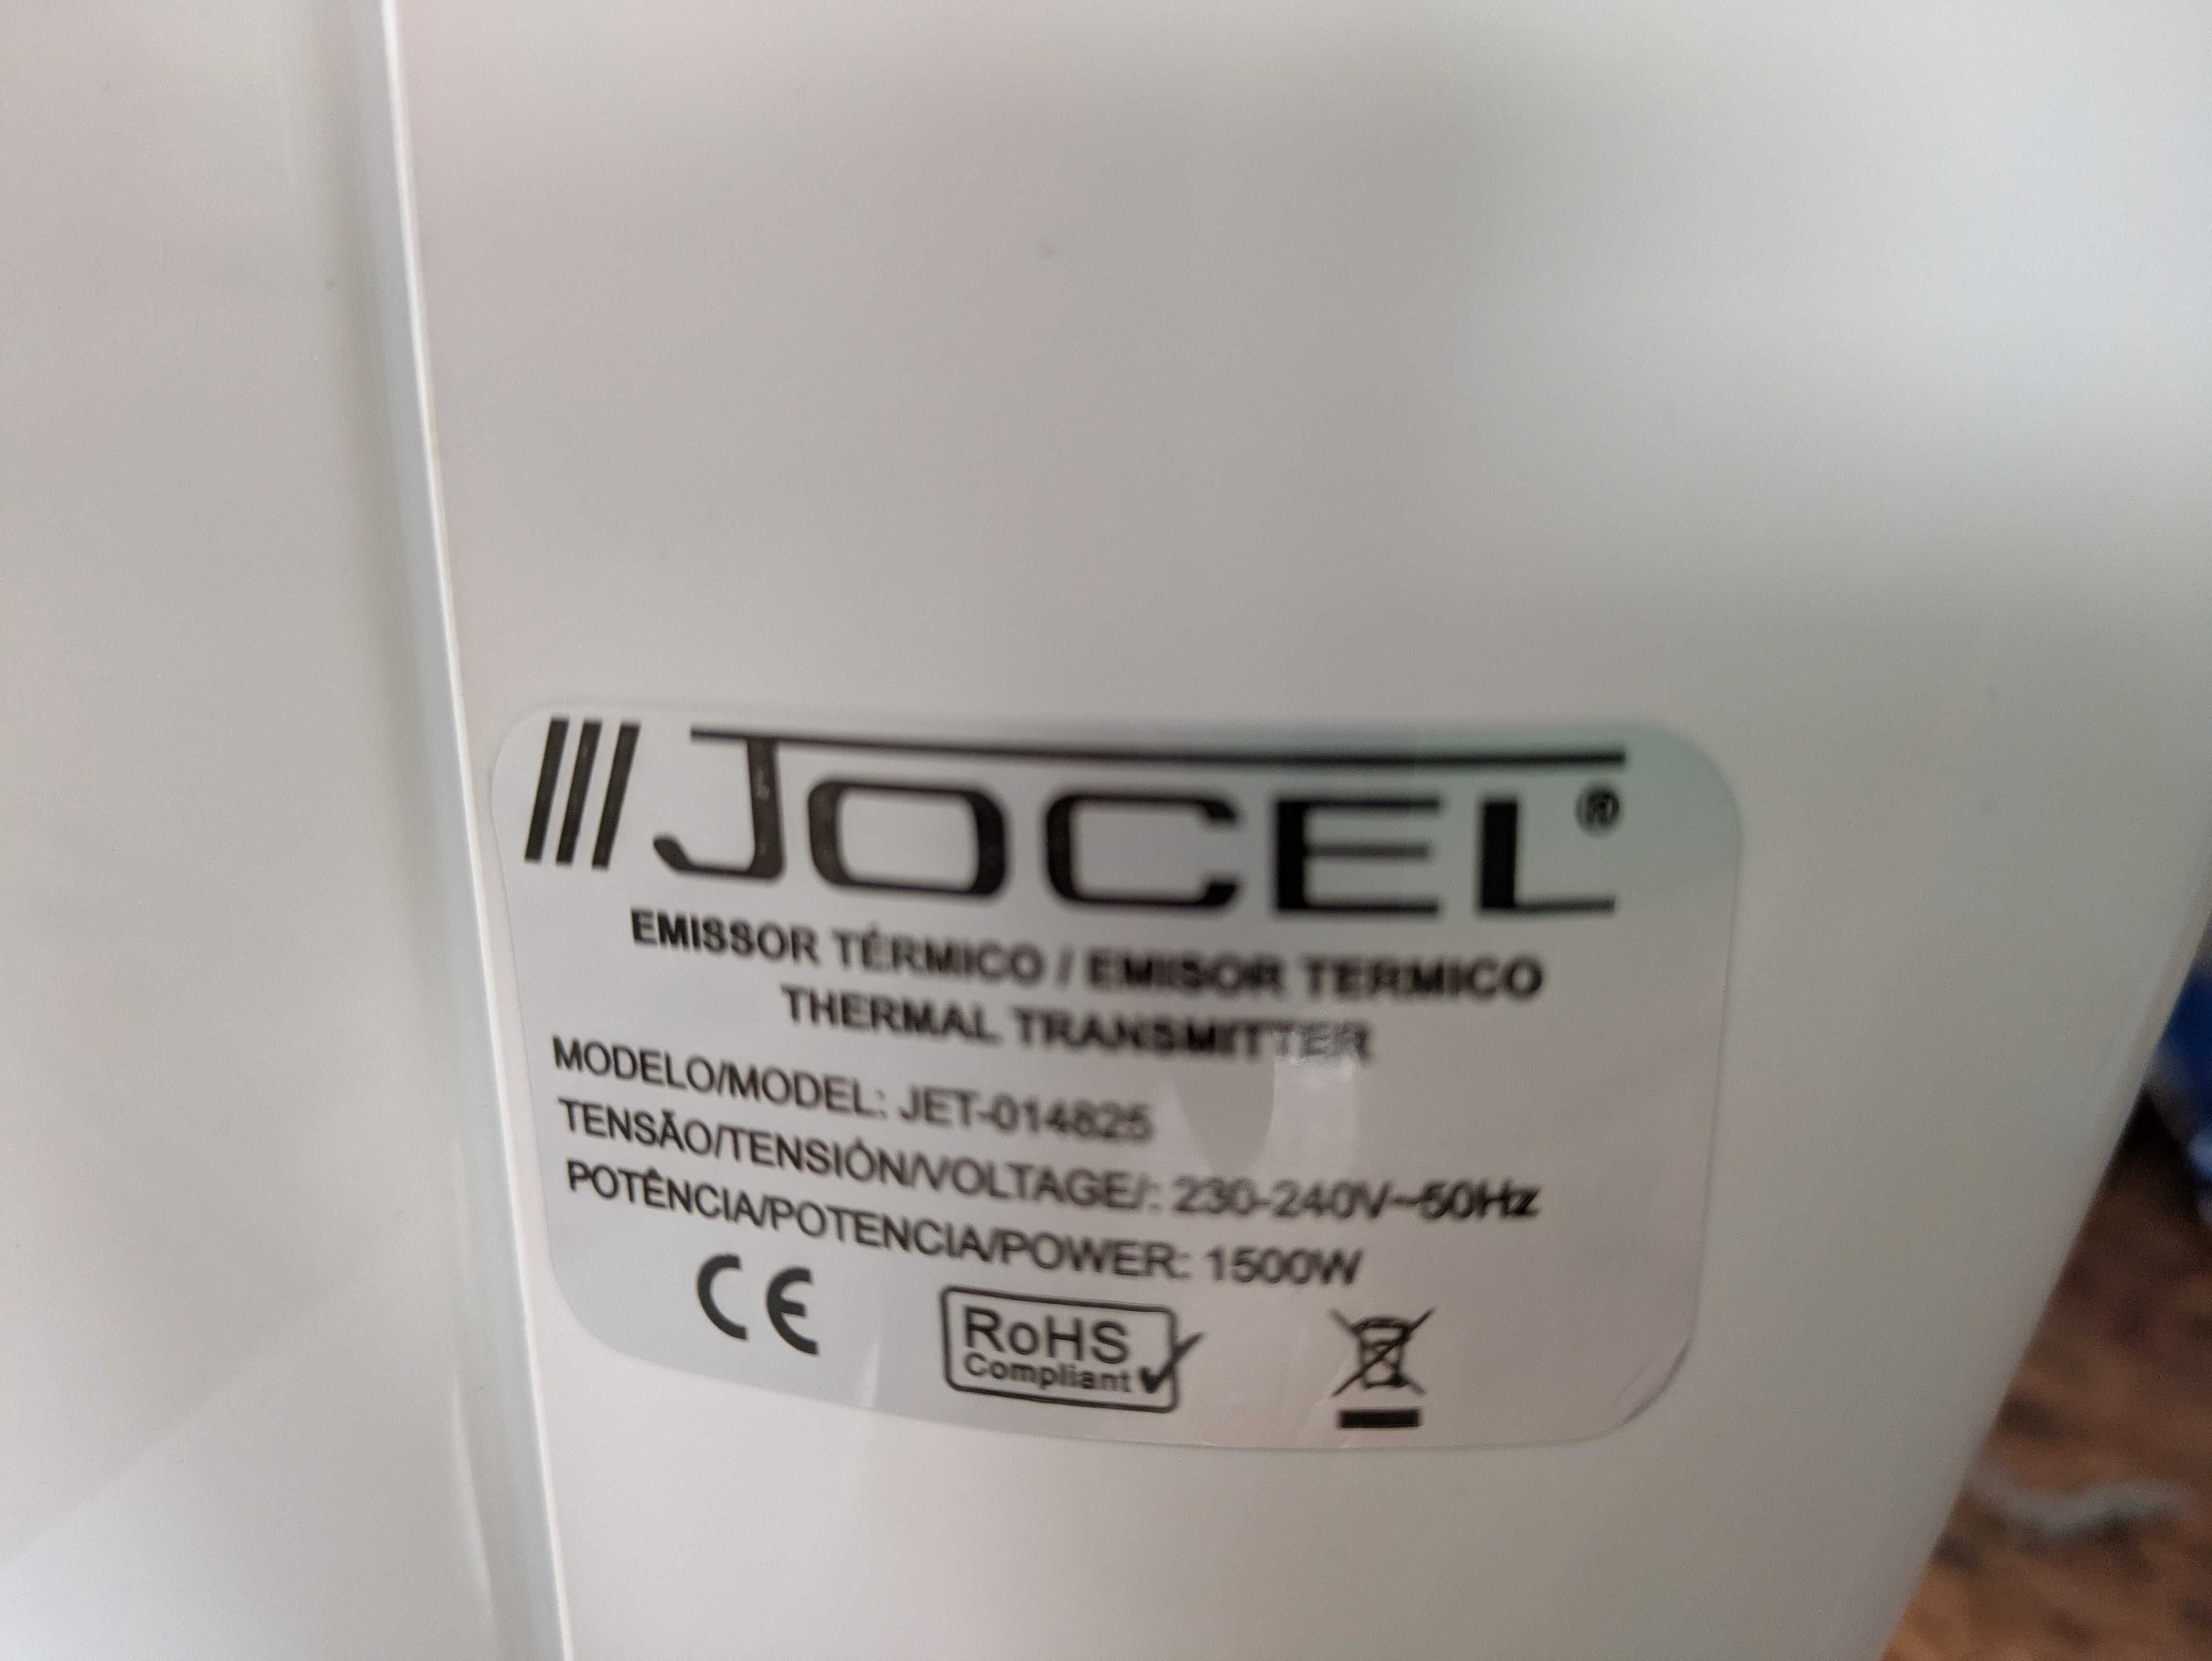 JOCEL®
EMISSOR TÉRMICO / EMISOR TERMICO
THERMAL TRANSMITTER
MODELO/MODEL: JET-014825
TENSÃO/TENSIÓN/VOLTAGE/: 230-240V~50Hz
POTÊNCIA/POTENCIA/POWER: 1500W
CE
RoHS
Compliant